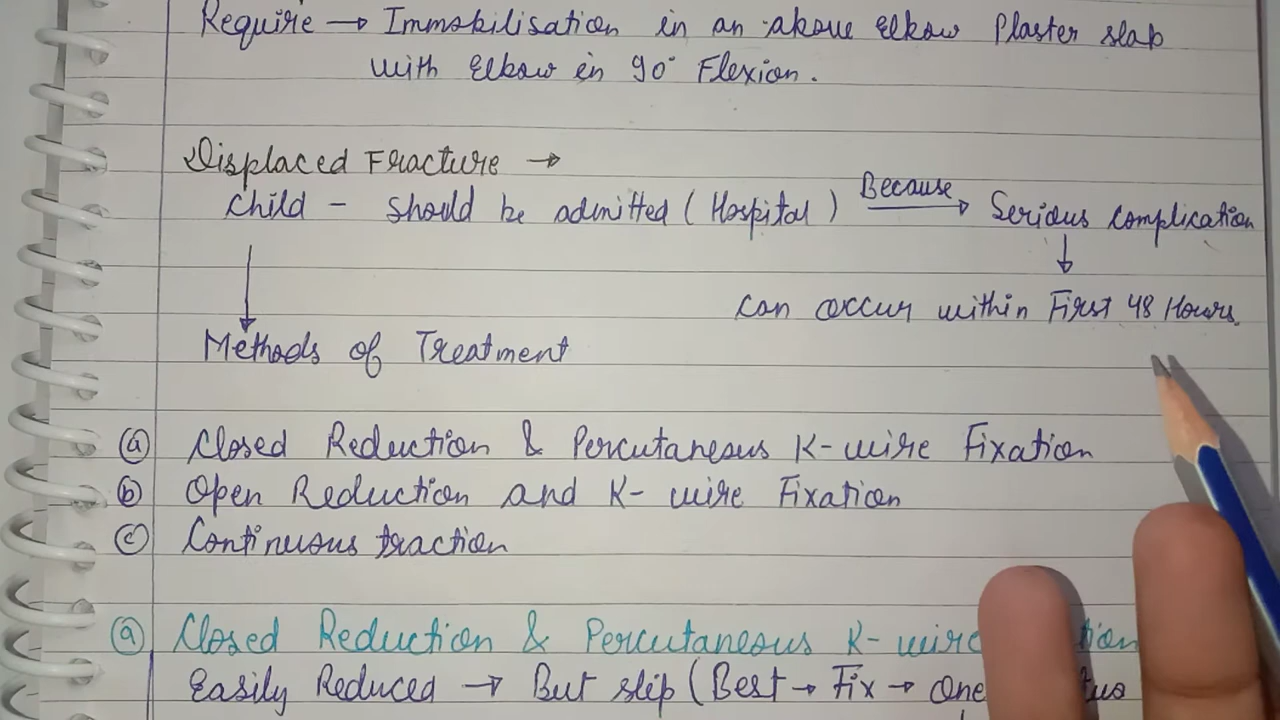 Require → Immobilisation in an above elbow Plaster slab
with elbow in 90° Flexion.
Displaced Fracture →
Child - should be admitted (Hospital) Because → Serious complication
↓
can occur within First 48 Hours.
Methods of Treatment
(a) Closed Reduction & Percutaneous K-wire Fixation
(b) Open Reduction and K-wire Fixation
(c) Continuous traction
(a) Closed Reduction & Percutaneous K-wire
Easily Reduced → But slip (Best → Fix → one